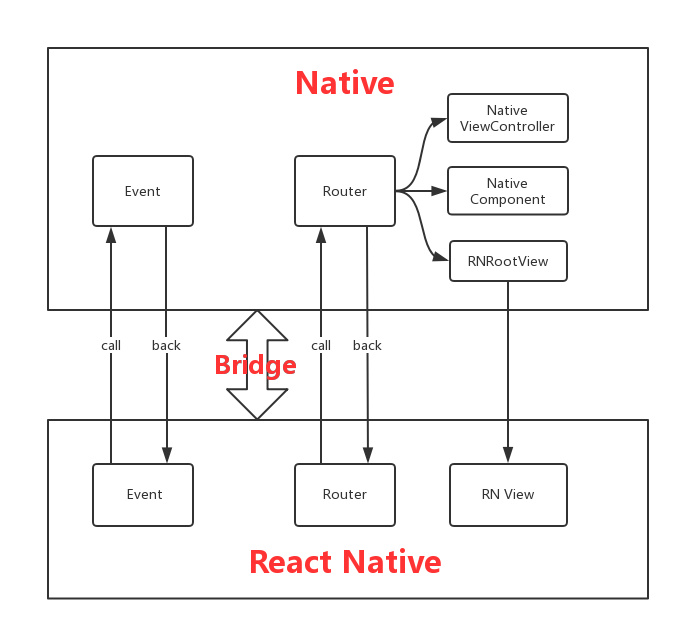 Native
Native
ViewController
Event
Router
Native
Component
RNRootView
call
back
call
back
Bridge
Event
Router
RN View
React Native